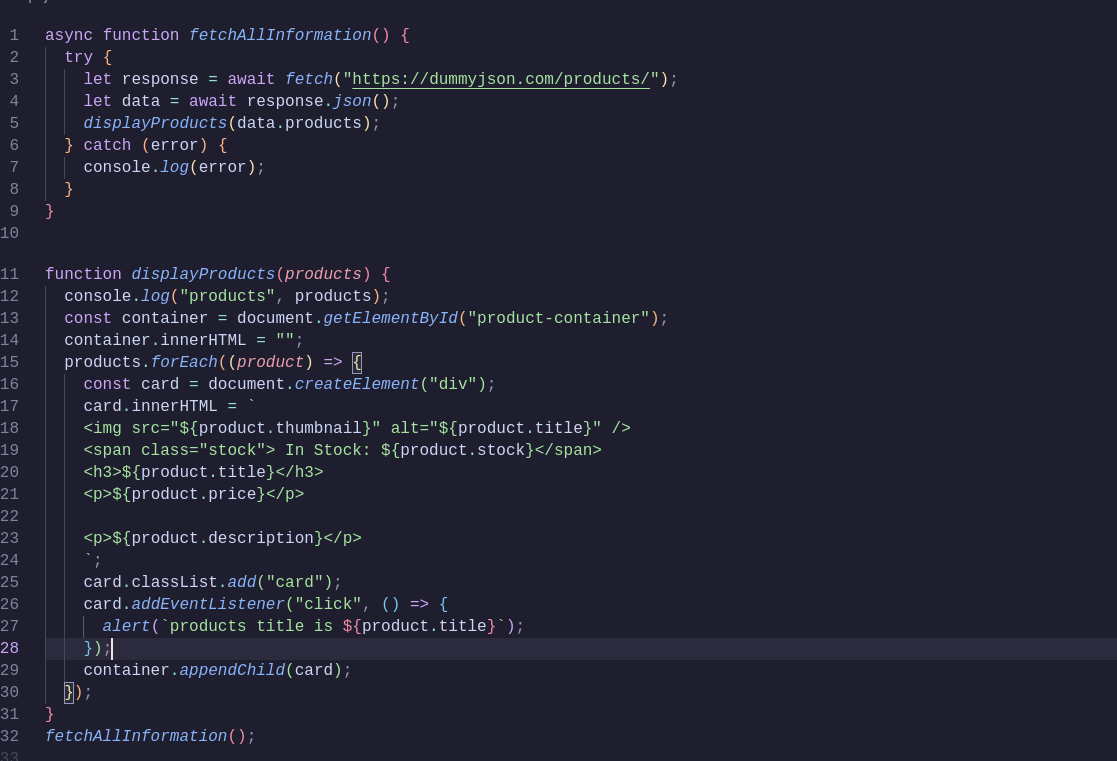 1 async function fetchAllInformation() {
2 try {
3 let response = await fetch("https://dummyjson.com/products/");
4 let data = await response.json();
5 displayProducts(data.products);
6 } catch (error) {
7 console.log(error);
8 }
9 }
10
11 function displayProducts(products) {
12 console.log("products", products);
13 const container = document.getElementById("product-container");
14 container.innerHTML = "";
15 products.forEach((product) => {
16 const card = document.createElement("div");
17 card.innerHTML = `
18 <img src="${product.thumbnail}" alt="${product.title}" />
19 <span class="stock"> In Stock: ${product.stock}</span>
20 <h3>${product.title}</h3>
21 <p>${product.price}</p>
22
23 <p>${product.description}</p>
24 `;
25 card.classList.add("card");
26 card.addEventListener("click", () => {
27 alert(`products title is ${product.title}`);
28 });
29 container.appendChild(card);
30 });
31 }
32 fetchAllInformation();
33